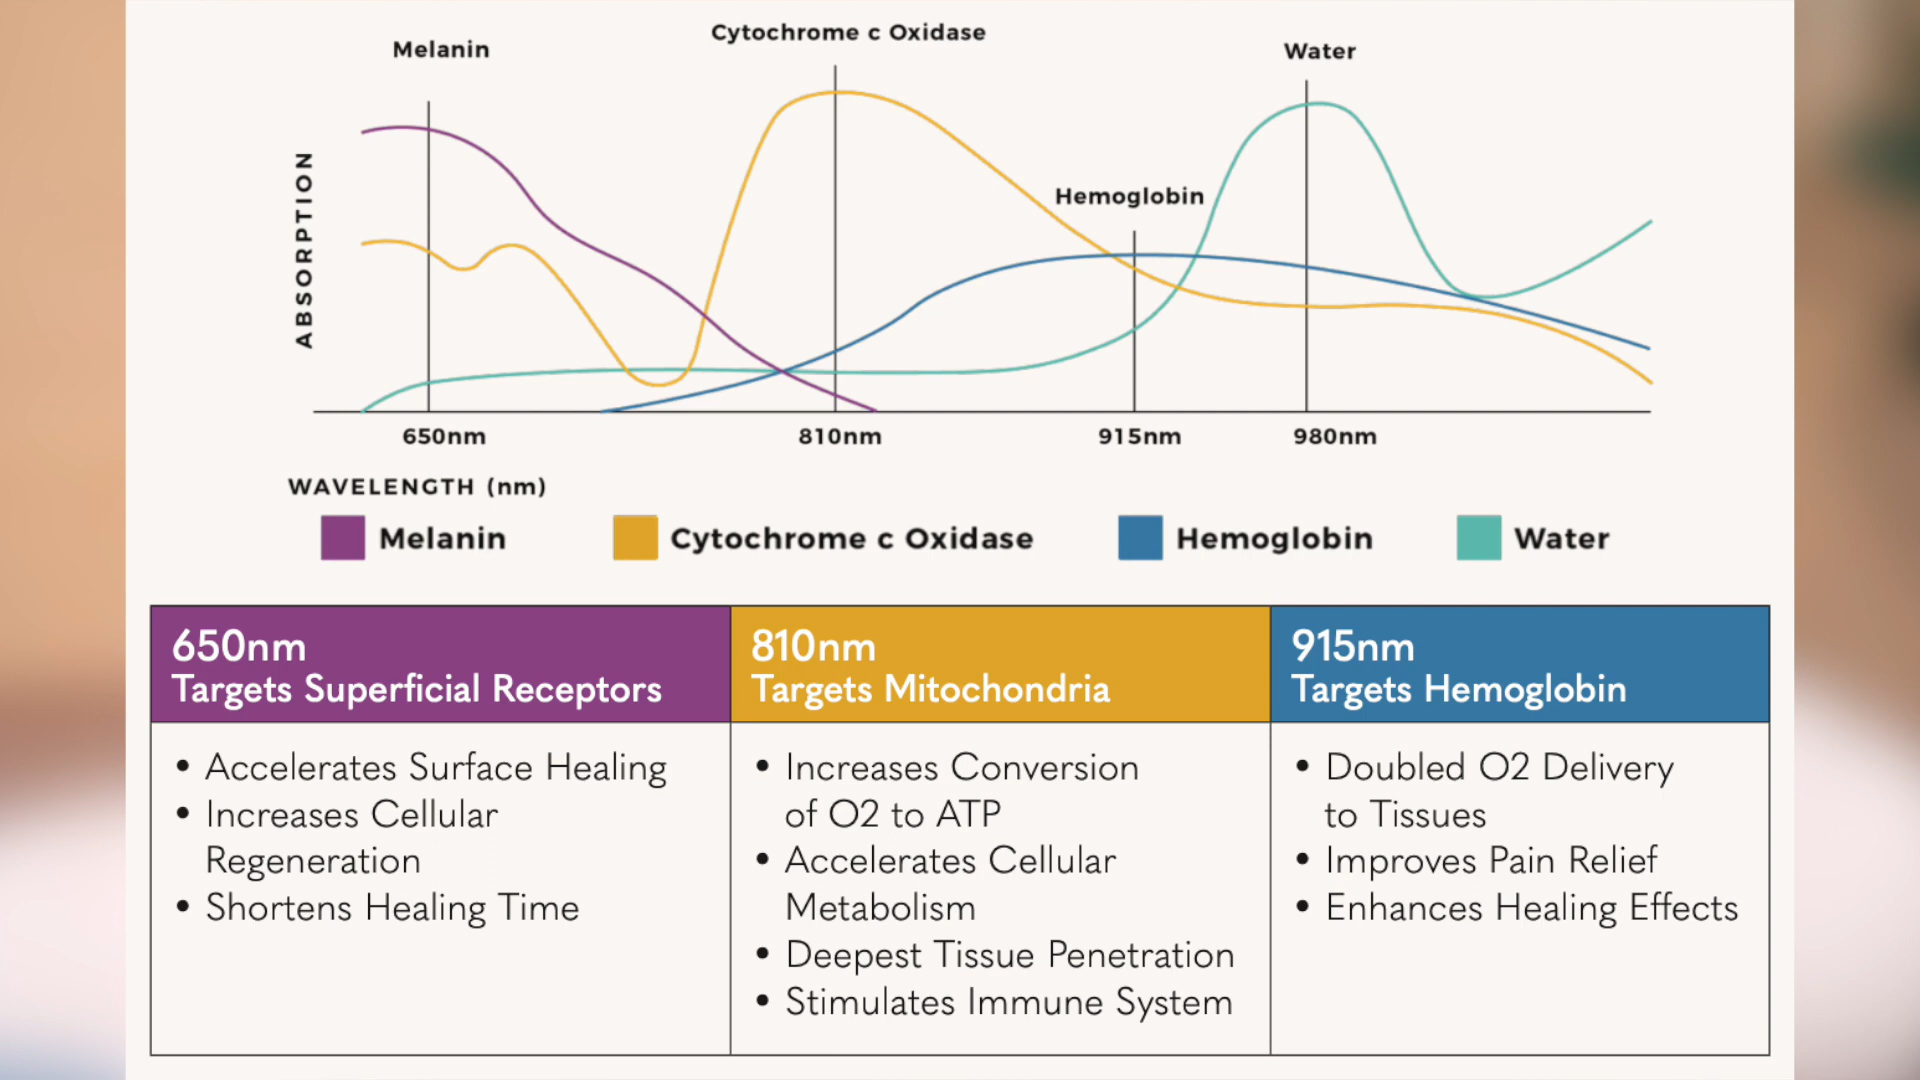 Melanin
Cytochrome c Oxidase
Water
Hemoglobin
ABSORPTION
650nm
810nm
915nm
980nm
WAVELENGTH (nm)
Melanin
Cytochrome c Oxidase
Hemoglobin
Water
650nm
Targets Superficial Receptors
• Accelerates Surface Healing
• Increases Cellular
Regeneration
• Shortens Healing Time
810nm
Targets Mitochondria
• Increases Conversion
of O2 to ATP
• Accelerates Cellular
Metabolism
• Deepest Tissue Penetration
• Stimulates Immune System
915nm
Targets Hemoglobin
• Doubled O2 Delivery
to Tissues
• Improves Pain Relief
• Enhances Healing Effects